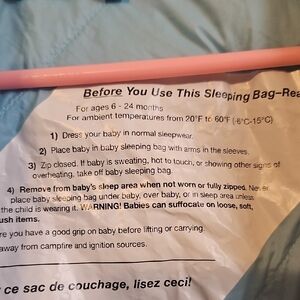 Before You Use This Sleeping Bag–Rea
For ages 6 - 24 months
For ambient temperatures from 20°F to 60°F (-6°C-15°C)
1) Dress your baby in normal sleepwear.
2) Place baby in baby sleeping bag with arms in the sleeves.
3) Zip closed. If baby is sweating, hot to touch, or showing other signs of
overheating, take off baby sleeping bag.
4) Remove from baby's sleep area when not worn or fully zipped. Never
place baby sleeping bag under baby, over baby, or in sleep area unless
the child is wearing it. WARNING! Babies can suffocate on loose, soft,
ush items.
re you have a good grip on baby before lifting or carrying.
away from campfire and ignition sources.
ce sac de couchage, lisez ceci!